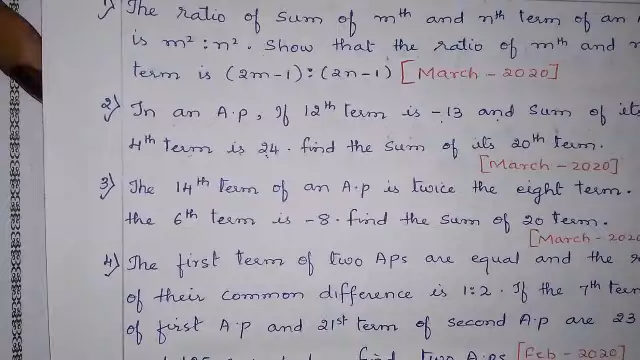 1) The ratio of Sum of mth and nth term of an
is m² : n². Show that the ratio of mth and
term is (2m-1) : (2n-1) [March - 2020]
2) In an A.p, If 12th term is -13 and Sum of its
4th term is 24. find the Sum of its 20th term.
[March - 2020]
3) The 14th term of an A.p is twice the eight term.
the 6th term is -8. find the Sum of 20 term.
[March - 2020
4) The first term of two APs are equal and the
of their common difference is 1:2. If the 7th term
of first A.p and 21st term of second A.p are 23
find two A.ps [Feb - 2020]